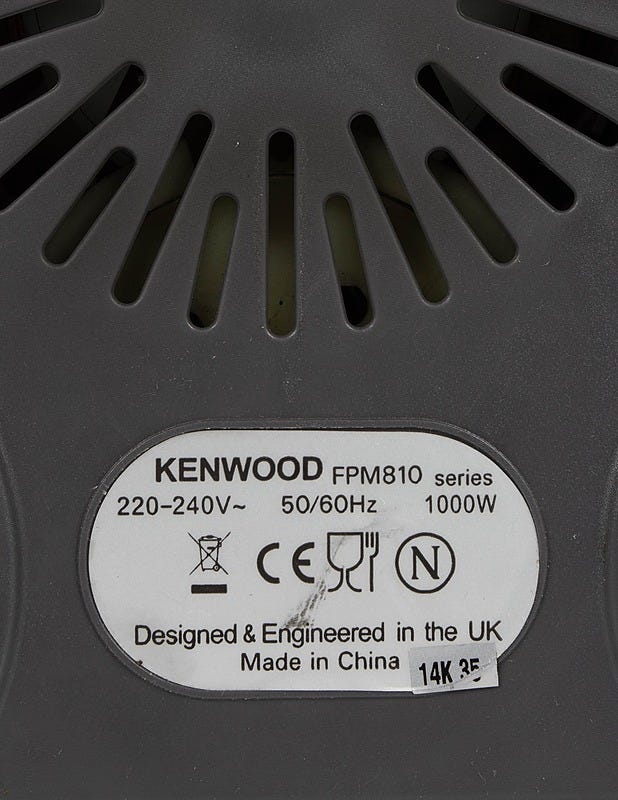 KENWOOD FPM810 series
220-240V~ 50/60Hz 1000W
CE N
Designed & Engineered in the UK
Made in China
14K 35